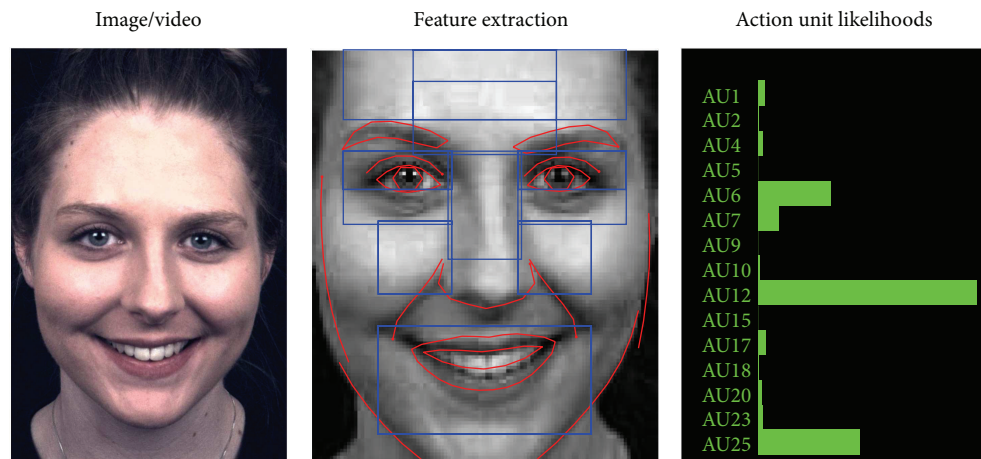 Image/video
Feature extraction
Action unit likelihoods
AU1
AU2
AU4
AU5
AU6
AU7
AU9
AU10
AU12
AU15
AU17
AU18
AU20
AU23
AU25